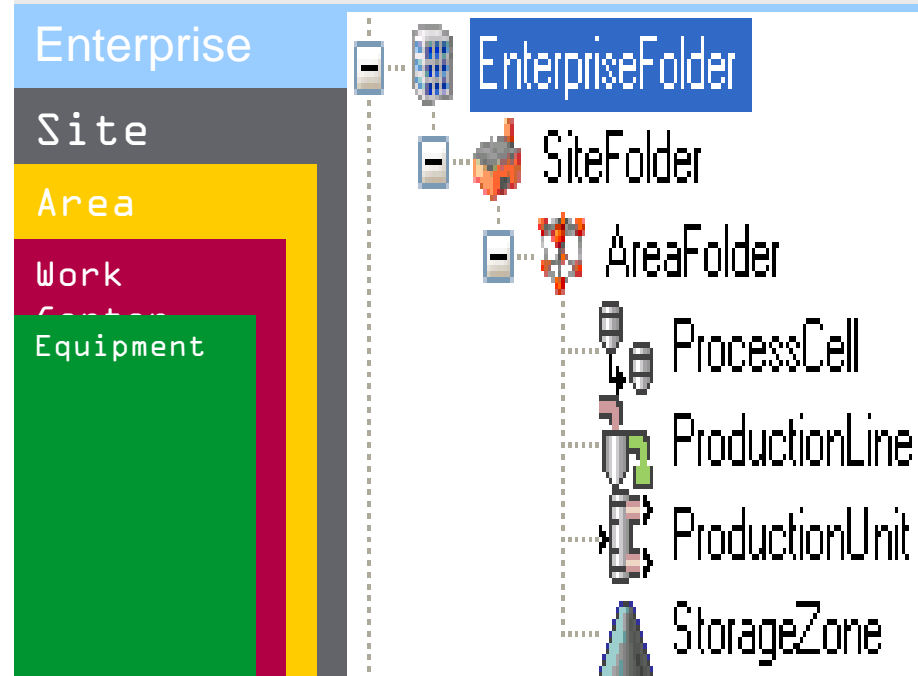 Enterprise
Site
Area
Work
Equipment
EnterpriseFolder
SiteFolder
AreaFolder
ProcessCell
ProductionLine
ProductionUnit
StorageZone